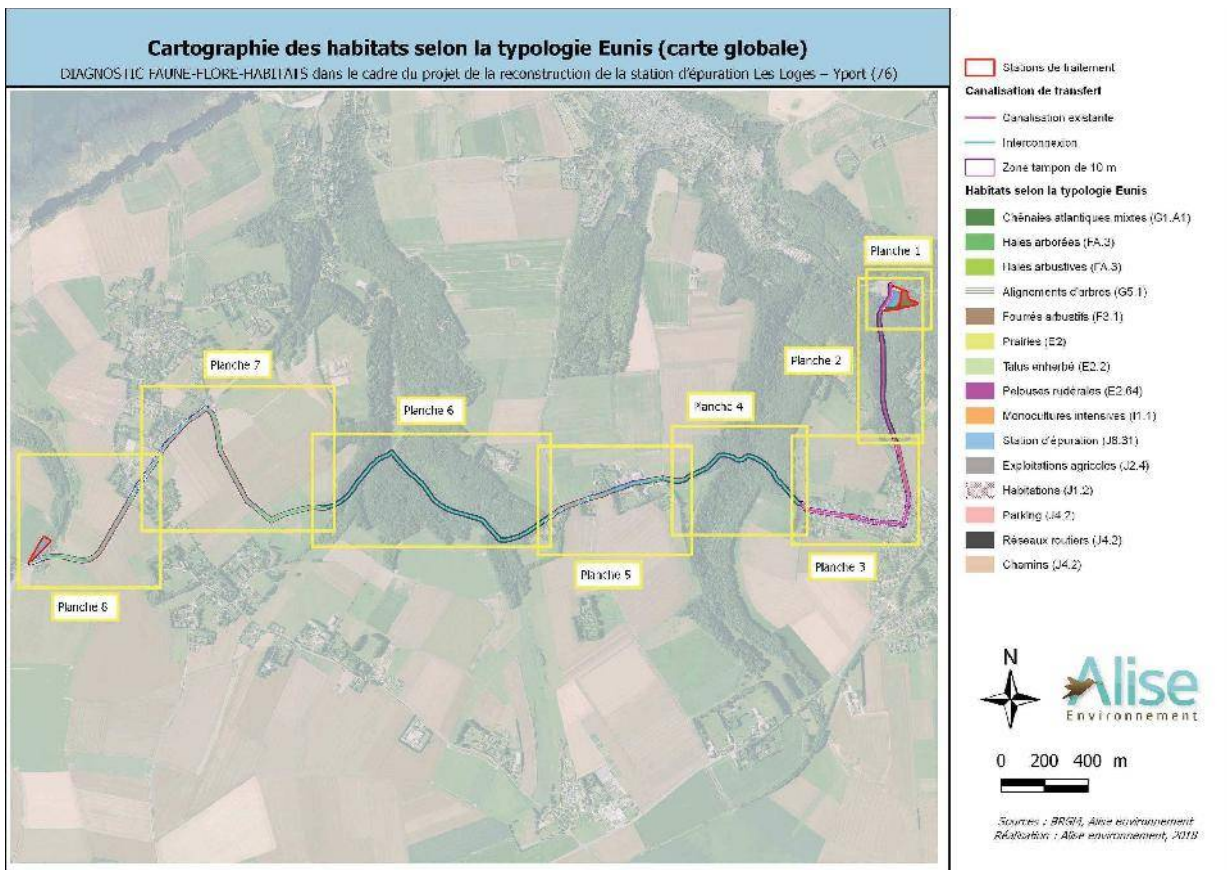 Cartographie des habitats selon la typologie Eunis (carte globale)
DIAGNOSTIC FAUNE-FLORE-HABITATS dans le cadre du projet de la reconstruction de la station d'épuration Les Loges – Yport (76)
Planche 1
Planche 2
Planche 7
Planche 6
Planche 4
Planche 5
Planche 3
Planche 8
Stations de traitement
Canalisation de transfert
Canalisation existante
Interconnexion
Zone tampon de 10 m
Habitats selon la typologie Eunis
Chênaies atlantiques mixtes (G1.A1)
Haies arborées (FA.3)
Haies arbustives (FA.3)
Alignements d'arbres (G5.1)
Fourrés arbustifs (F3.1)
Prairies (E2)
Talus enherbé (E2.2)
Pelouses rudérales (E2.64)
Monocultures intensives (I1.1)
Station d'épuration (J6.31)
Exploitations agricoles (J2.4)
Habitations (J1.2)
Parking (J4.2)
Réseaux routiers (J4.2)
Chemins (J4.2)
N
Alise
Environnement
0 200 400 m
Sources : BRGM, Alise environnement
Réalisation : Alise environnement, 2018